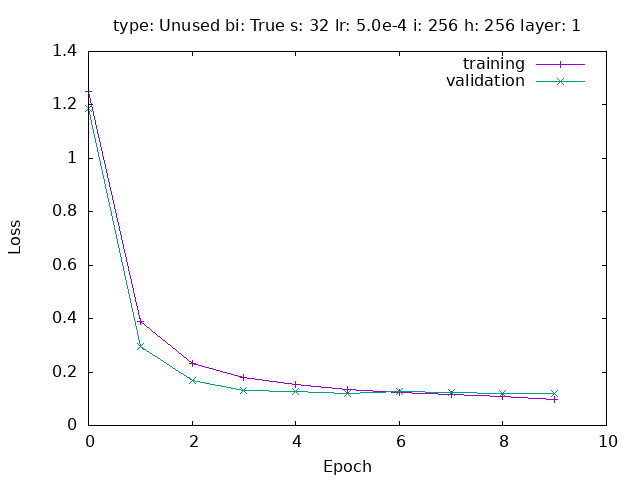 type: Unused bi: True s: 32 lr: 5.0e-4 i: 256 h: 256 layer: 1
training
validation
1.4
1.2
1
0.8
0.6
0.4
0.2
0
0 2 4 6 8 10
Loss
Epoch